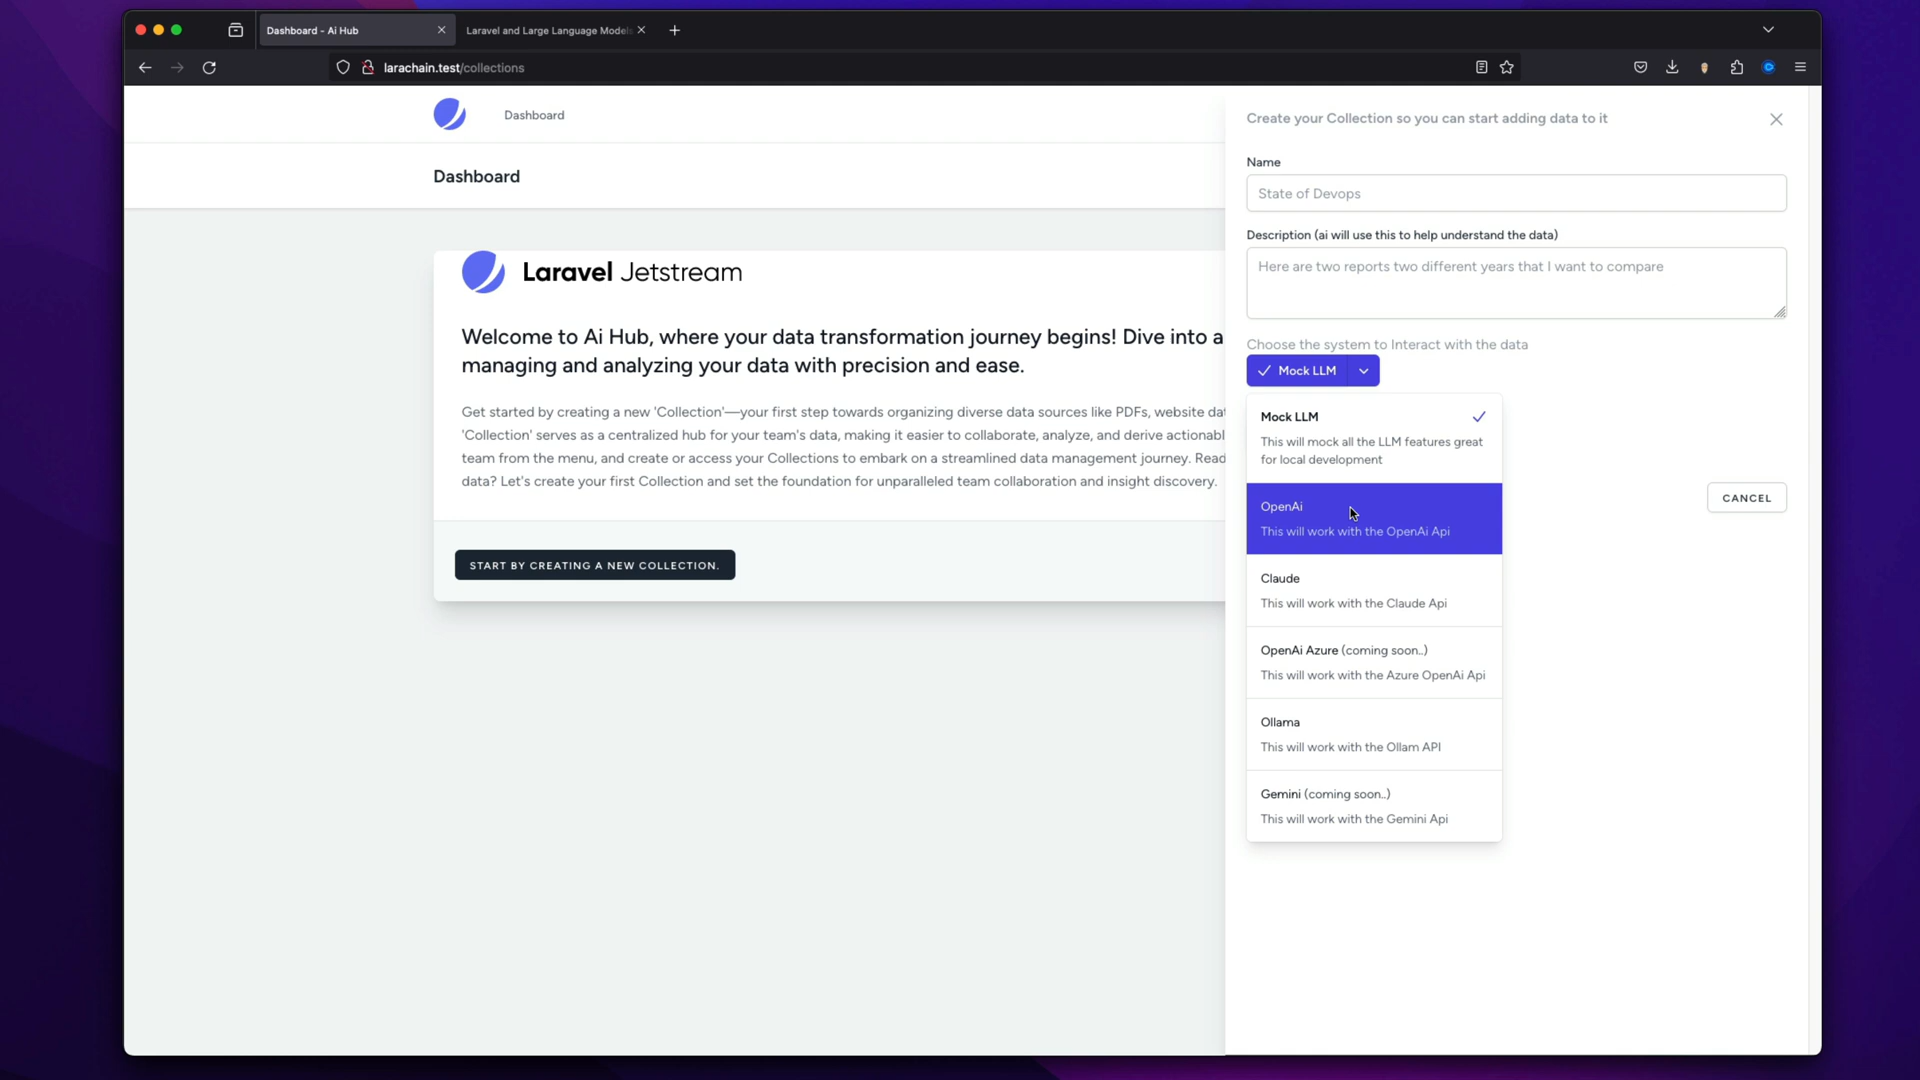 Dashboard - Ai Hub
Laravel and Large Language Models
larachain.test/collections
Dashboard
Dashboard
Laravel Jetstream
Welcome to Ai Hub, where your data transformation journey begins! Dive into a
managing and analyzing your data with precision and ease.
Get started by creating a new 'Collection'—your first step towards organizing diverse data sources like PDFs, website da
'Collection' serves as a centralized hub for your team's data, making it easier to collaborate, analyze, and derive actionabl
team from the menu, and create or access your Collections to embark on a streamlined data management journey. Read
data? Let's create your first Collection and set the foundation for unparalleled team collaboration and insight discovery.
START BY CREATING A NEW COLLECTION.
Create your Collection so you can start adding data to it
Name
State of Devops
Description (ai will use this to help understand the data)
Here are two reports two different years that I want to compare
Choose the system to Interact with the data
Mock LLM
Mock LLM
This will mock all the LLM features great
for local development
OpenAi
This will work with the OpenAi Api
Claude
This will work with the Claude Api
OpenAi Azure (coming soon..)
This will work with the Azure OpenAi Api
Ollama
This will work with the Ollam API
Gemini (coming soon..)
This will work with the Gemini Api
CANCEL